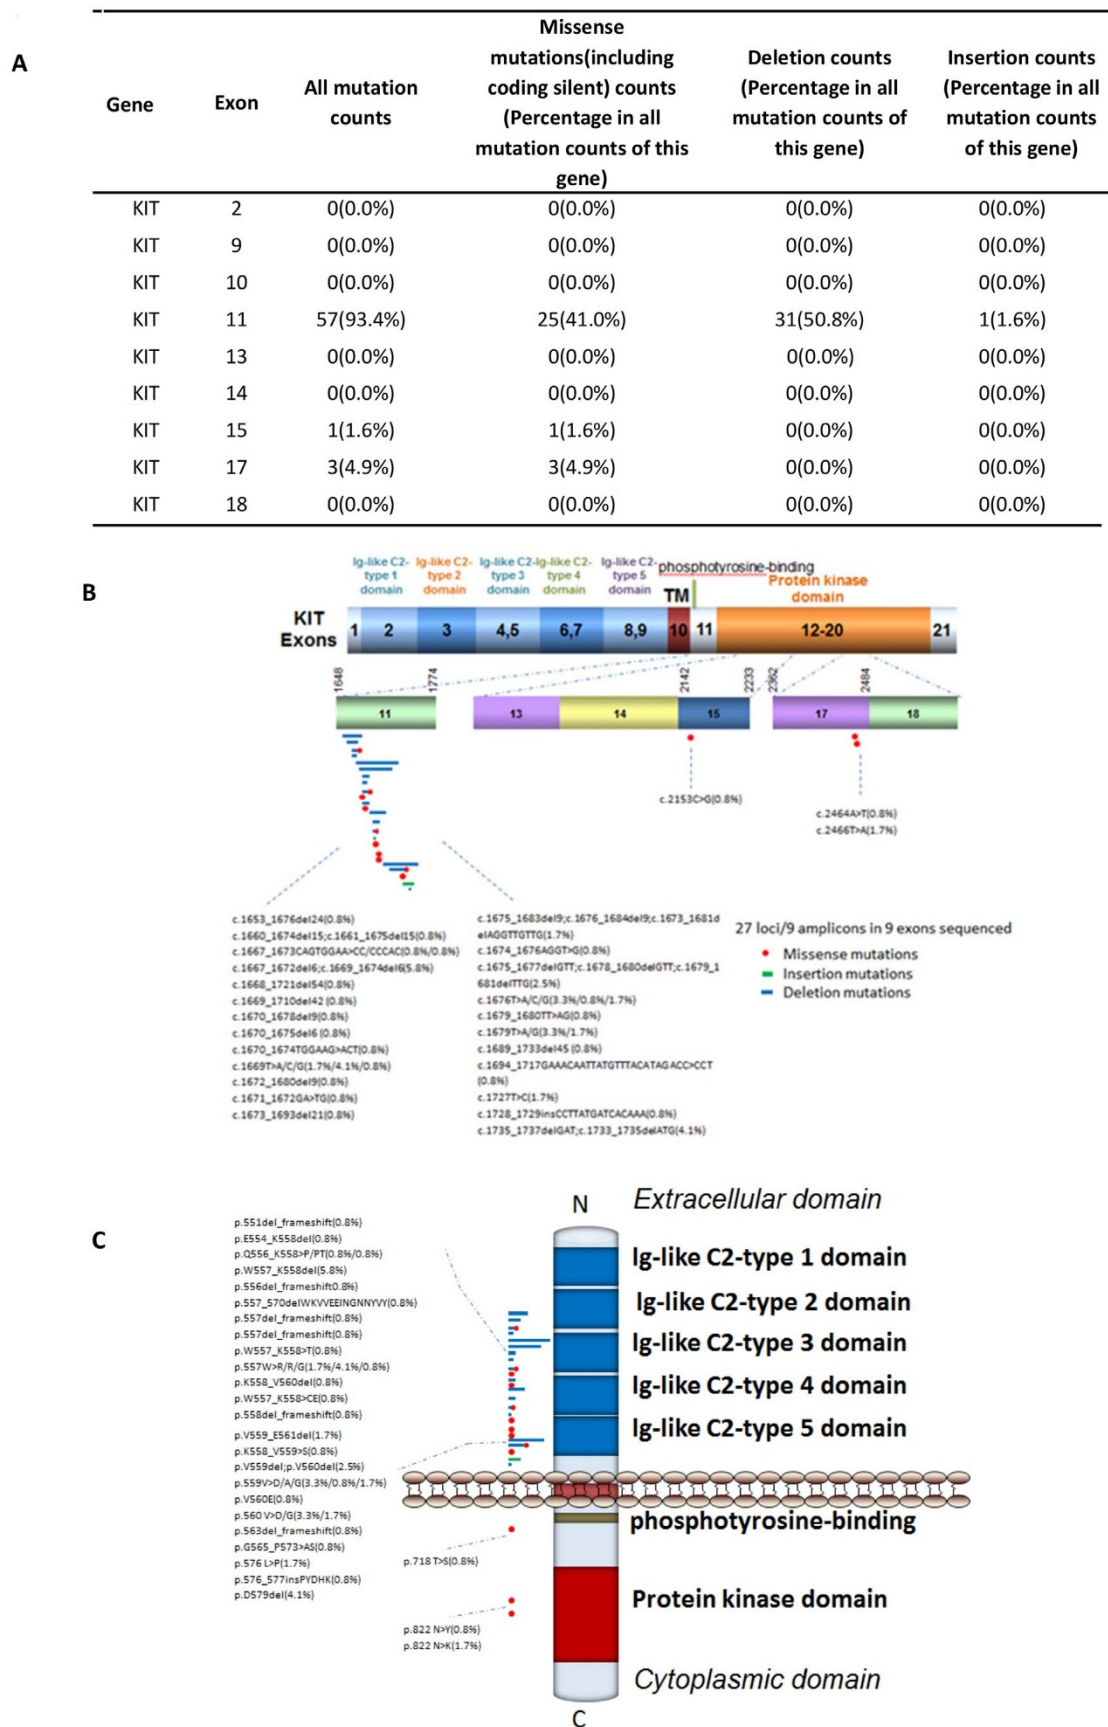 A
Gene
Exon
All mutation
counts
Missense
mutations(including
coding silent) counts
(Percentage in all
mutation counts of this
gene)
Deletion counts
(Percentage in all
mutation counts of
this gene)
Insertion counts
(Percentage in all
mutation counts
of this gene)
KIT 2 0(0.0%) 0(0.0%) 0(0.0%) 0(0.0%)
KIT 9 0(0.0%) 0(0.0%) 0(0.0%) 0(0.0%)
KIT 10 0(0.0%) 0(0.0%) 0(0.0%) 0(0.0%)
KIT 11 57(93.4%) 25(41.0%) 31(50.8%) 1(1.6%)
KIT 13 0(0.0%) 0(0.0%) 0(0.0%) 0(0.0%)
KIT 14 0(0.0%) 0(0.0%) 0(0.0%) 0(0.0%)
KIT 15 1(1.6%) 1(1.6%) 0(0.0%) 0(0.0%)
KIT 17 3(4.9%) 3(4.9%) 0(0.0%) 0(0.0%)
KIT 18 0(0.0%) 0(0.0%) 0(0.0%) 0(0.0%)
B
Ig-like C2-
type 1
domain
Ig-like C2-
type 2
domain
Ig-like C2-
type 3
domain
Ig-like C2-
type 4
domain
Ig-like C2-
type 5
domain
phosphotyrosine-binding
TM
Protein kinase
domain
KIT
Exons
1 2 3 4,5 6,7 8,9 10 11 12-20 21
1648 1774 2142 2233 2362 2484
11 13 14 15 17 18
c.2153C>G(0.8%)
c.2464A>T(0.8%)
c.2466T>A(1.7%)
c.1653_1676del24(0.8%)
c.1660_1674del15;c.1661_1675del15(0.8%)
c.1667_1673CAGTGGAA>CC/CCCAC(0.8%/0.8%)
c.1667_1672del6;c.1669_1674del6(5.8%)
c.1668_1721del54(0.8%)
c.1669_1710del42 (0.8%)
c.1670_1678del9(0.8%)
c.1670_1675del6 (0.8%)
c.1670_1674TGGAAG>ACT(0.8%)
c.1669T>A/C/G(1.7%/4.1%/0.8%)
c.1672_1680del9(0.8%)
c.1671_1672GA>TG(0.8%)
c.1673_1693del21(0.8%)
c.1675_1683del9;c.1676_1684del9;c.1673_1681d
elAGGTTGTTG(1.7%)
c.1674_1676AGGT>G(0.8%)
c.1675_1677delGTT;c.1678_1680delGTT;c.1679_1
681delTTG(2.5%)
c.1676T>A/C/G(3.3%/0.8%/1.7%)
c.1679_1680TT>AG(0.8%)
c.1679T>A/G(3.3%/1.7%)
c.1689_1733del45 (0.8%)
c.1694_1717GAAACAATTATGTTTACATAGACC>CCT
(0.8%)
c.1727T>C(1.7%)
c.1728_1729insCCTTATGATCACAAA(0.8%)
c.1735_1737delGAT;c.1733_1735delATG(4.1%)
27 loci/9 amplicons in 9 exons sequenced
Missense mutations
Insertion mutations
Deletion mutations
C
p.551del_frameshift(0.8%)
p.E554_K558del(0.8%)
p.Q556_K558>P/PT(0.8%/0.8%)
p.W557_K558del(5.8%)
p.556del_frameshift0.8%)
p.557_570delWKVVEEINGNNYVY(0.8%)
p.557del_frameshift(0.8%)
p.557del_frameshift(0.8%)
p.W557_K558>T(0.8%)
p.557W>R/R/G(1.7%/4.1%/0.8%)
p.K558_V560del(0.8%)
p.W557_K558>CE(0.8%)
p.558del_frameshift(0.8%)
p.V559_E561del(1.7%)
p.K558_V559>S(0.8%)
p.V559del;p.V560del(2.5%)
p.559V>D/A/G(3.3%/0.8%/1.7%)
p.V560E(0.8%)
p.560 V>D/G(3.3%/1.7%)
p.563del_frameshift(0.8%)
p.G565_P573>AS(0.8%)
p.576 L>P(1.7%)
p.576_577insPYDHK(0.8%)
p.D579del(4.1%)
p.718 T>S(0.8%)
p.822 N>Y(0.8%)
p.822 N>K(1.7%)
N
Extracellular domain
Ig-like C2-type 1 domain
Ig-like C2-type 2 domain
Ig-like C2-type 3 domain
Ig-like C2-type 4 domain
Ig-like C2-type 5 domain
phosphotyrosine-binding
Protein kinase domain
Cytoplasmic domain
C